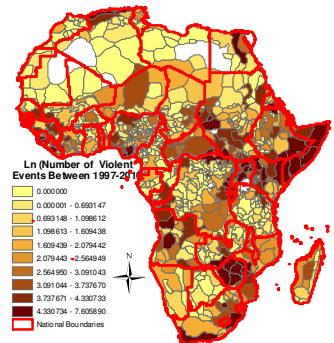 Ln (Number of Violent
Events Between 1997-201
0.000000
0.000001 - 0.693147
0.693148 - 1.098612
1.098613 - 1.609438
1.609439 - 2.079442
2.079443 - 2.564949
2.564950 - 3.091043
3.091044 - 3.737670
3.737671 - 4.330733
4.330734 - 7.605890
National Boundaries
N